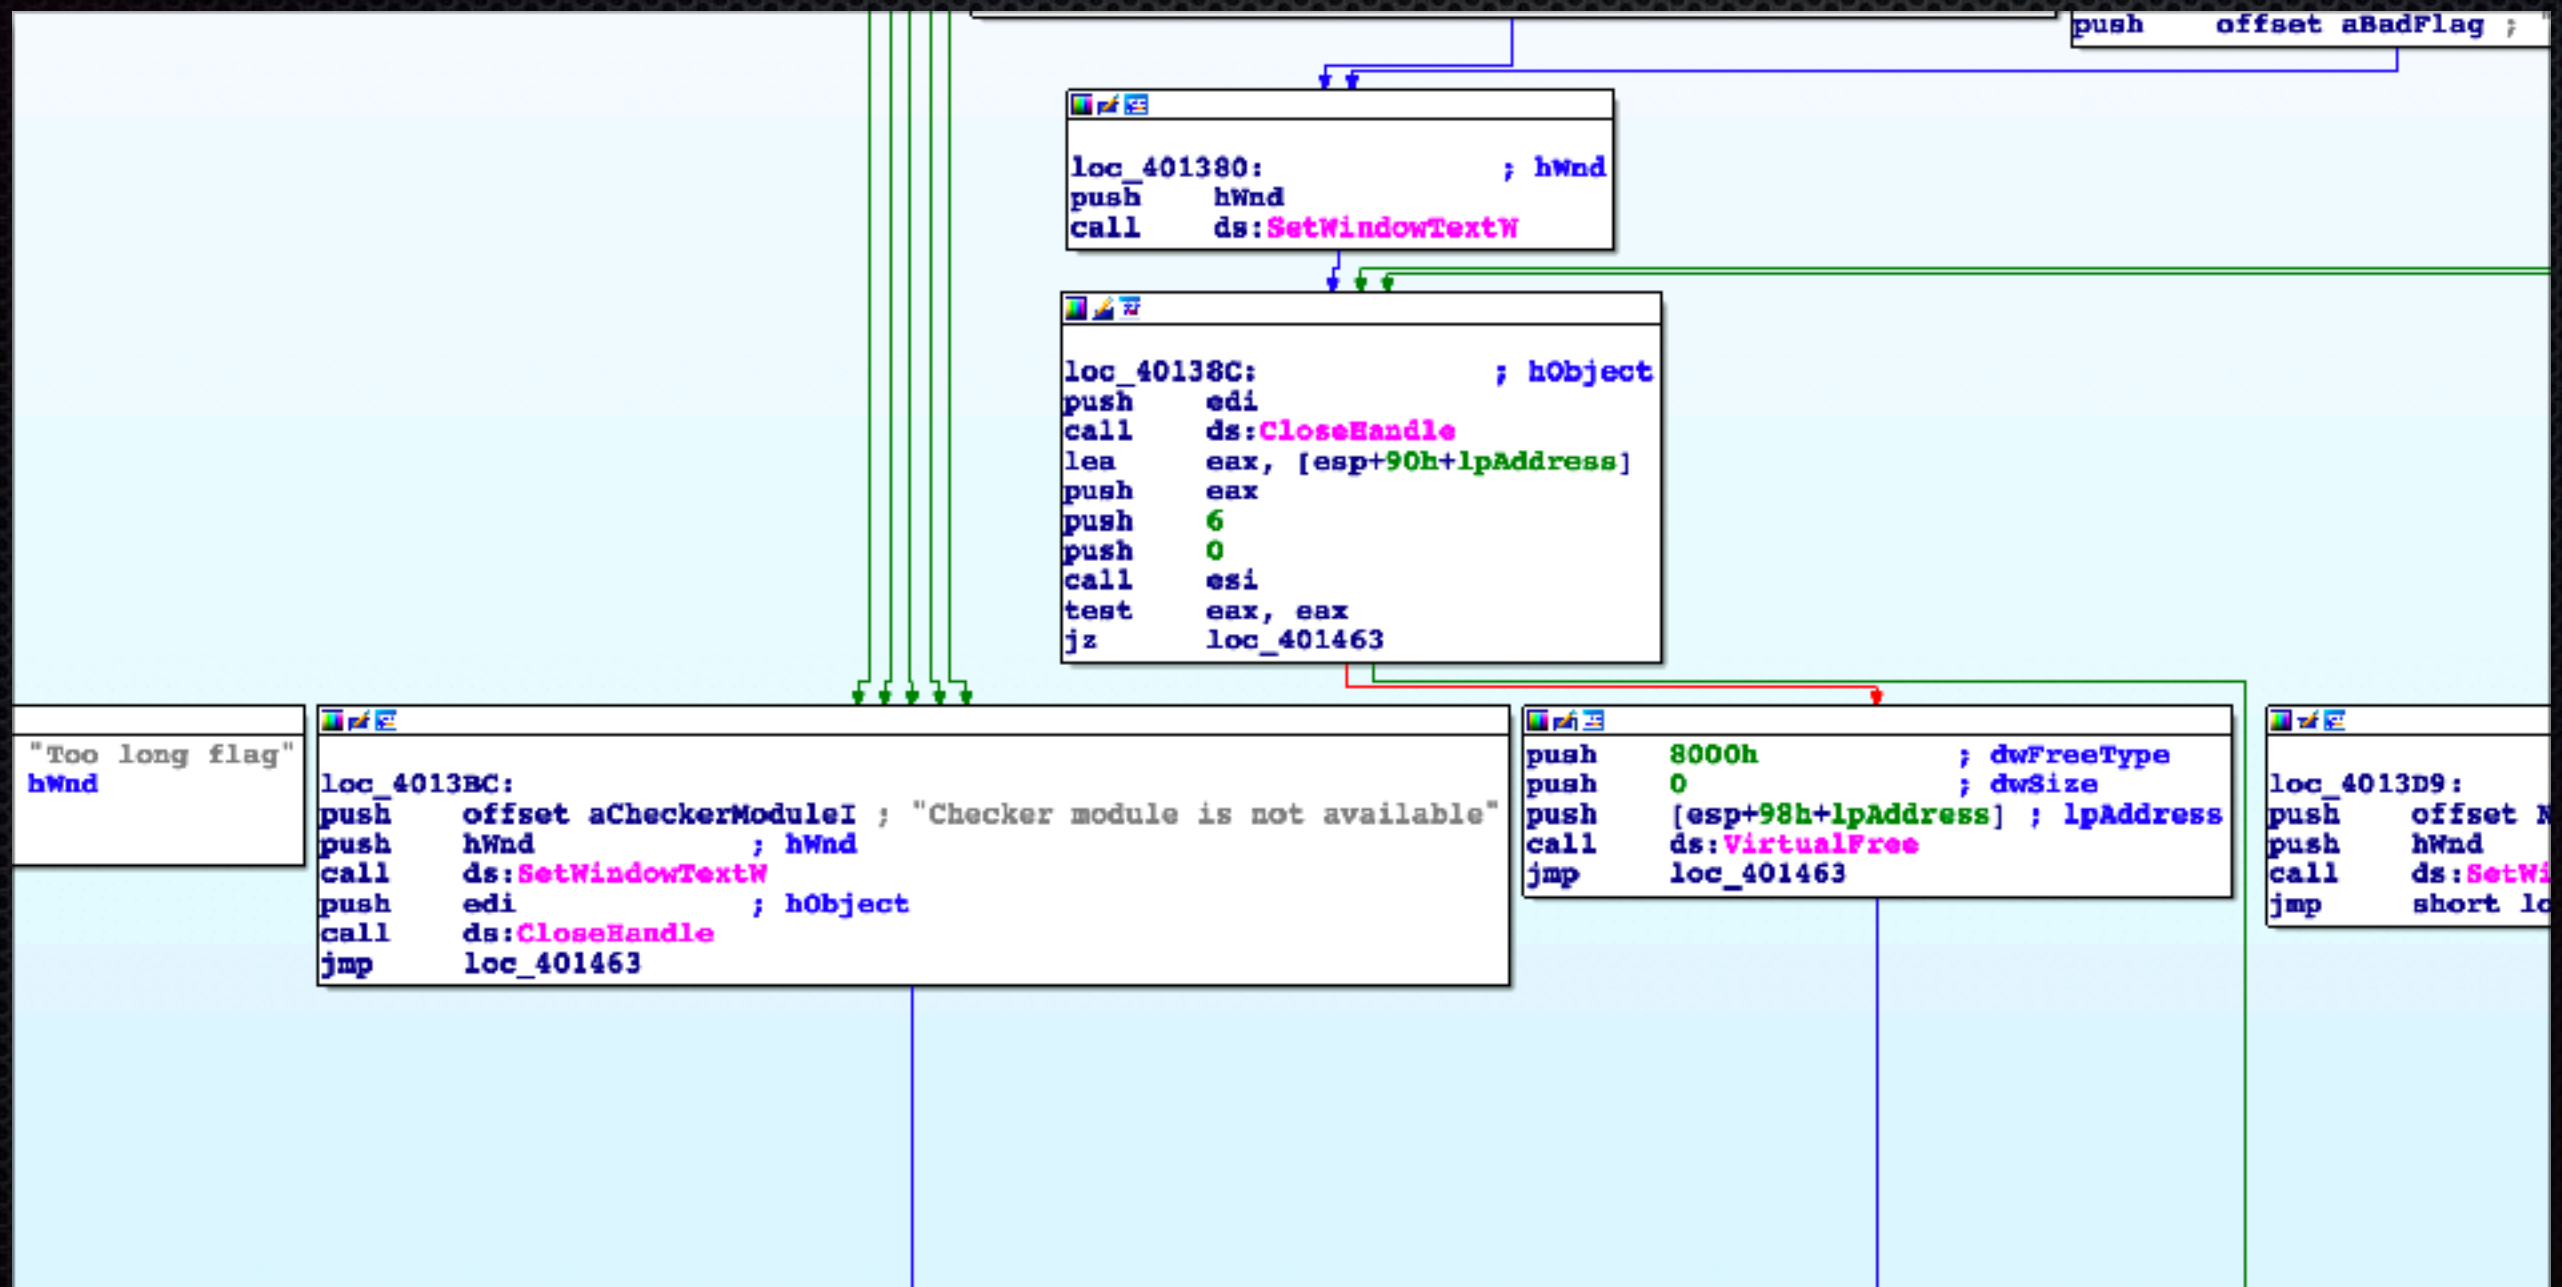 push offset aBadFlag ; "
loc_401380: ; hWnd
push hWnd
call ds:SetWindowTextW
loc_40138C: ; hObject
push edi
call ds:CloseHandle
lea eax, [esp+90h+lpAddress]
push eax
push 6
push 0
call esi
test eax, eax
jz loc_401463
"Too long flag"
hWnd
loc_4013BC:
push offset aCheckerModuleI ; "Checker module is not available"
push hWnd ; hWnd
call ds:SetWindowTextW
push edi ; hObject
call ds:CloseHandle
jmp loc_401463
push 8000h ; dwFreeType
push 0 ; dwSize
push [esp+98h+lpAddress] ; lpAddress
call ds:VirtualFree
jmp loc_401463
loc_4013D9:
push offset
push hWnd
call ds:SetWi
jmp short lo